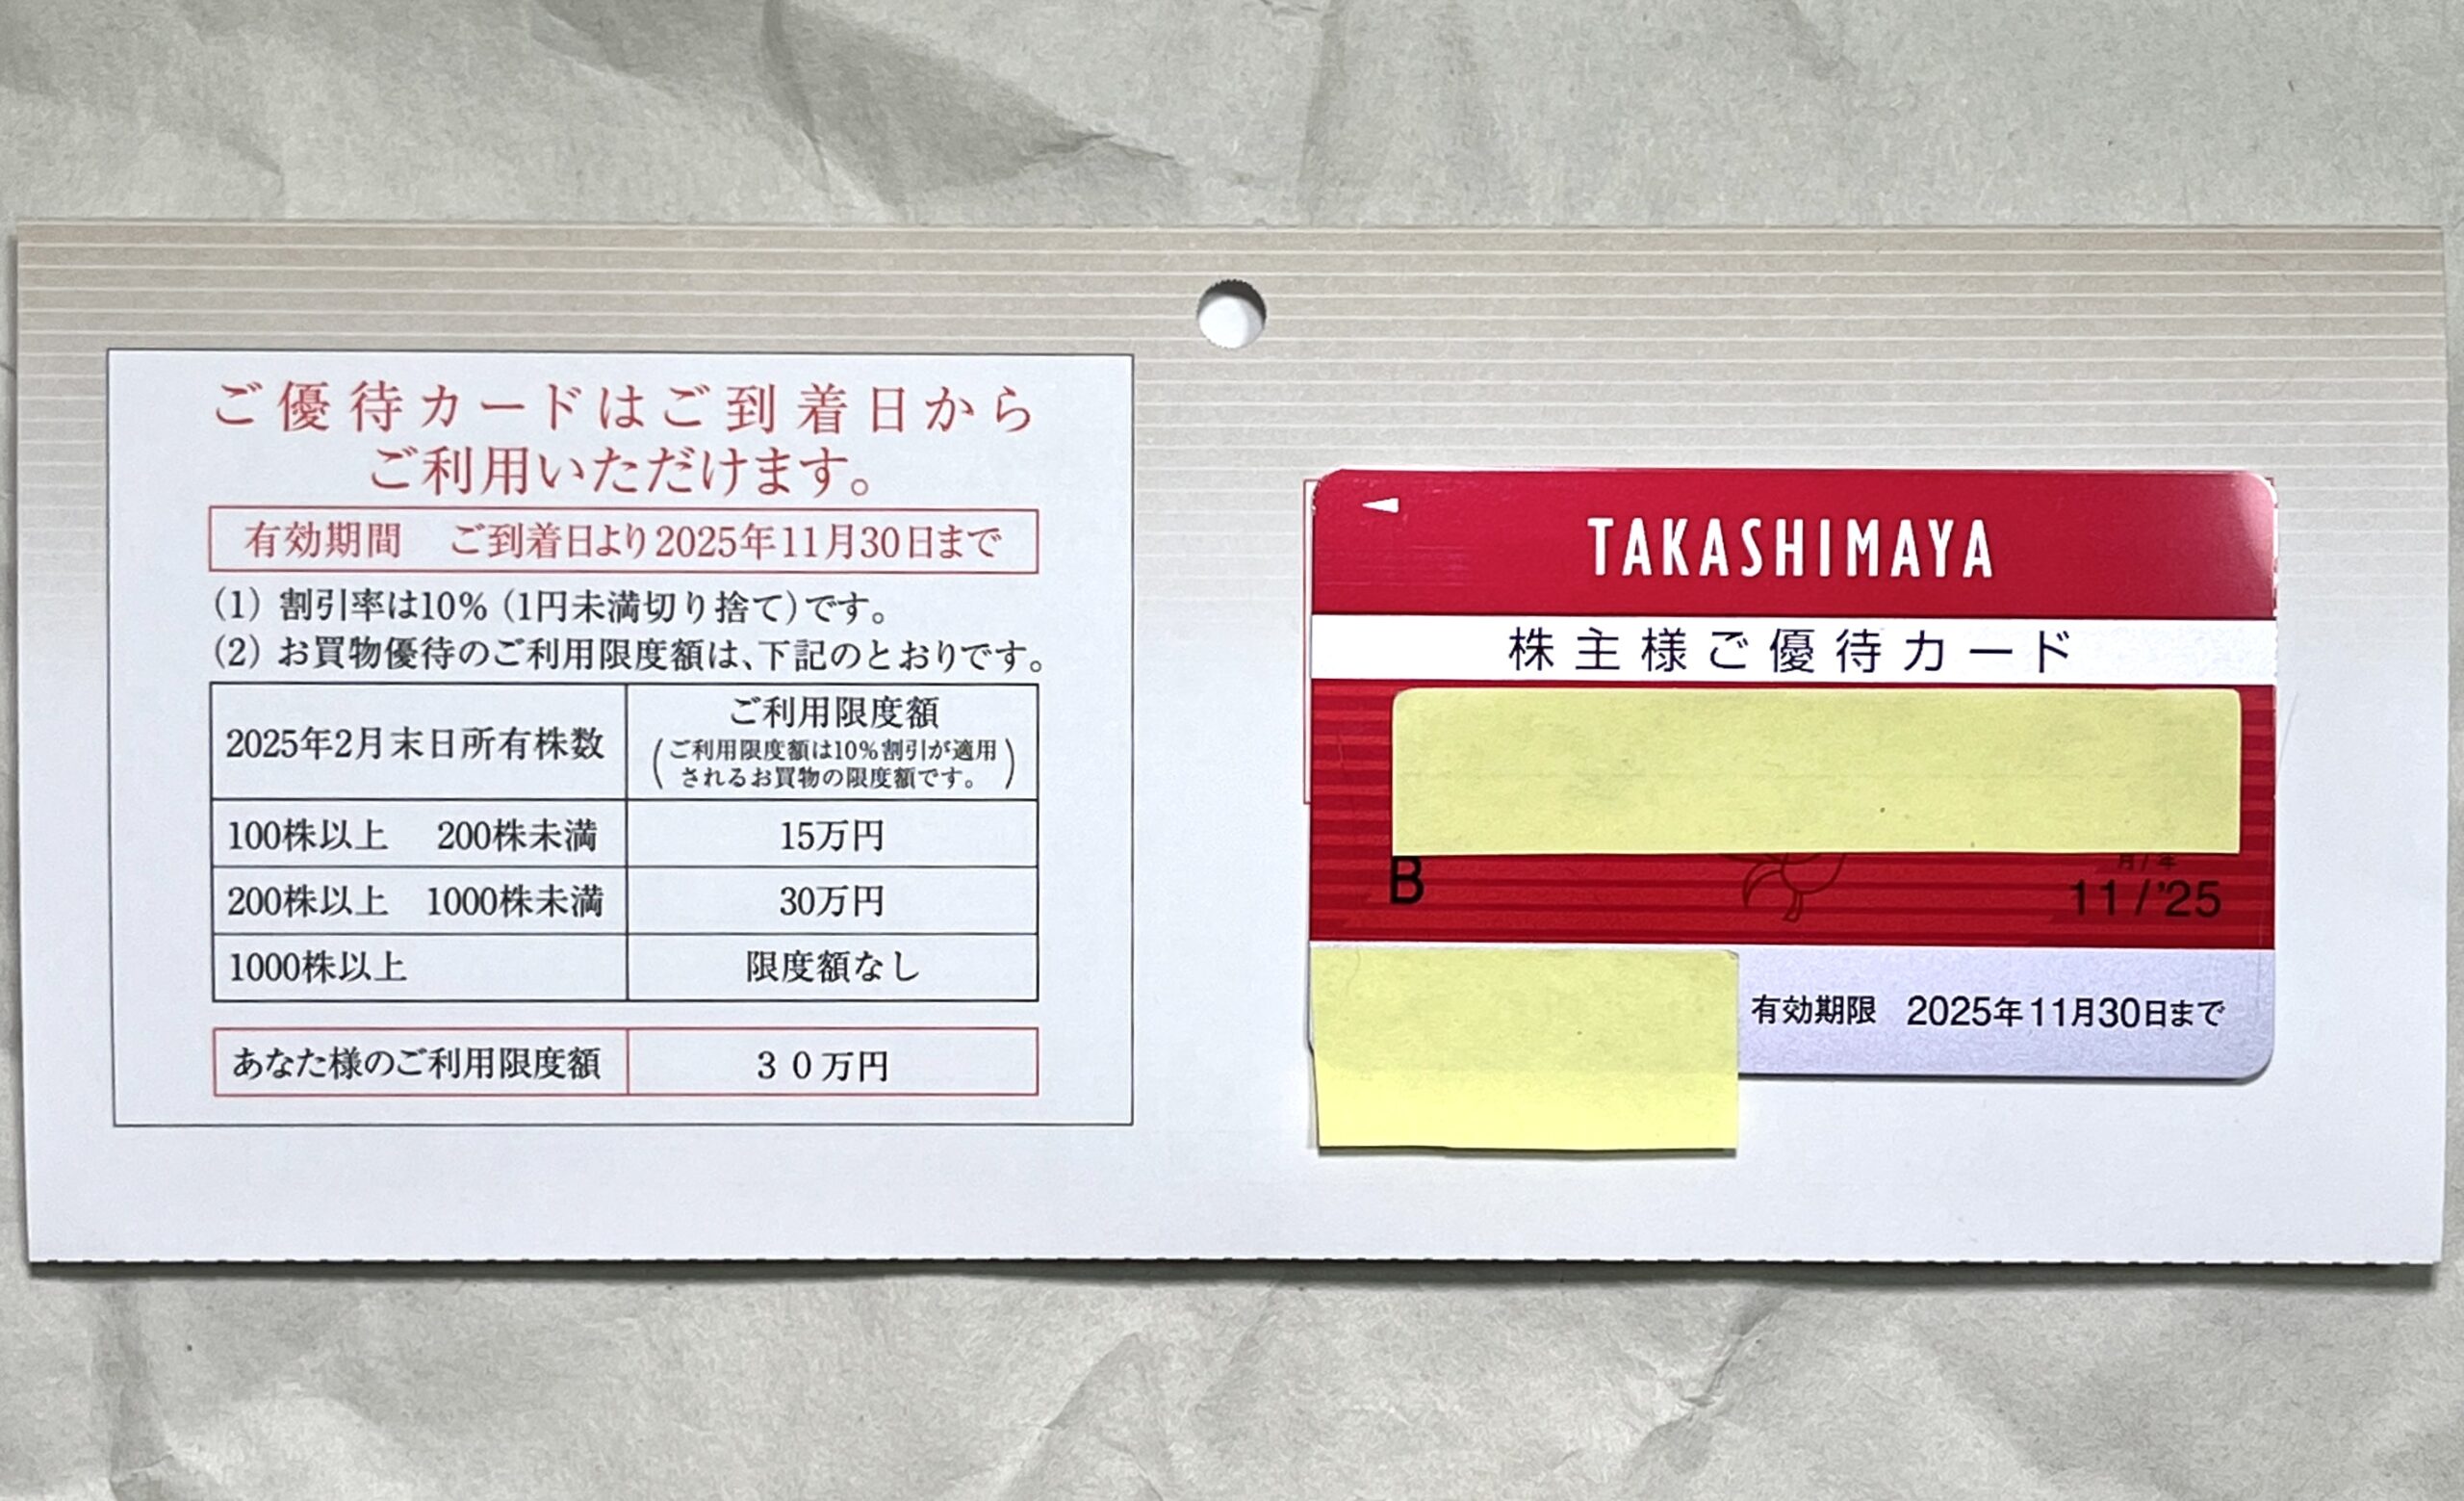 ご優待カードはご到着日から
ご利用いただけます。
有効期間　ご到着日より2025年11月30日まで
(1) 割引率は10% (1円未満切り捨て)です。
(2) お買物優待のご利用限度額は、下記のとおりです。
2025年2月末日所有株数
ご利用限度額
(ご利用限度額は10%割引が適用
されるお買物の限度額です。)
100株以上　200株未満　15万円
200株以上　1000株未満　30万円
1000株以上　限度額なし
あなた様のご利用限度額　３０万円
TAKASHIMAYA
株主様ご優待カード
月/年
B　11/'25
有効期限　2025年11月30日まで